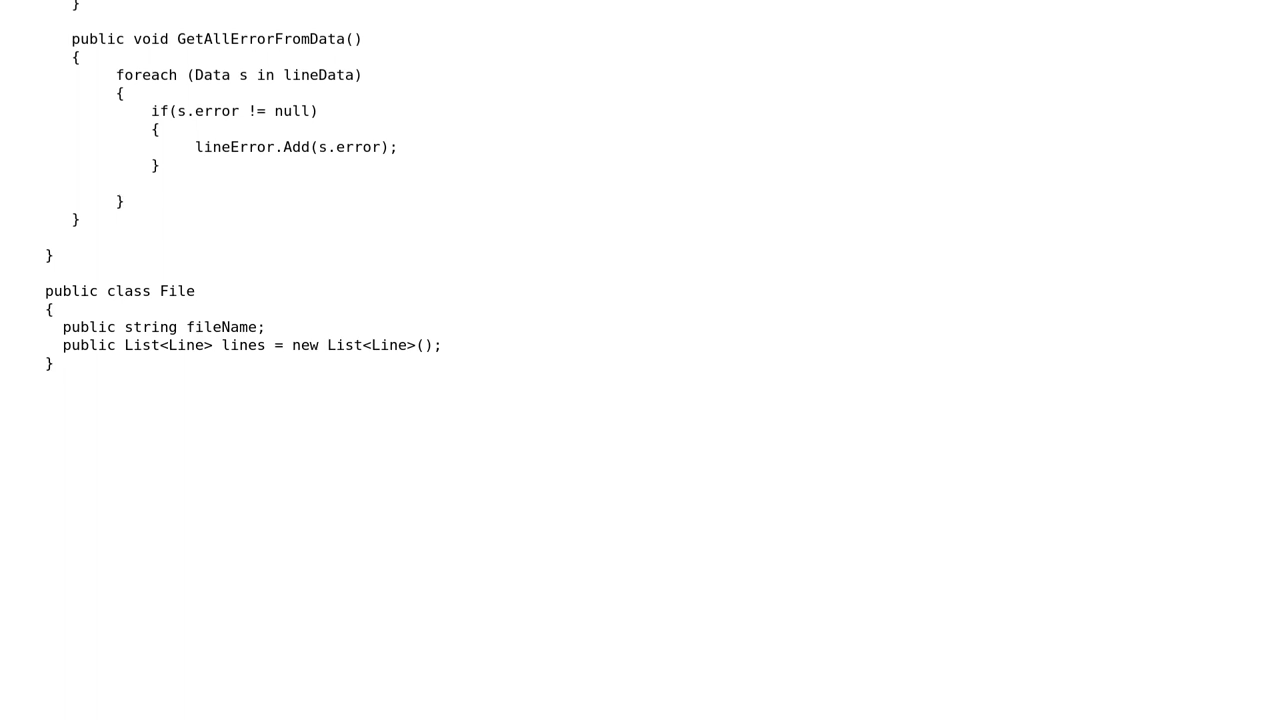 }
public void GetAllErrorFromData()
{
foreach (Data s in lineData)
{
if(s.error != null)
{
lineError.Add(s.error);
}
}
}
}
public class File
{
public string fileName;
public List<Line> lines = new List<Line>();
}